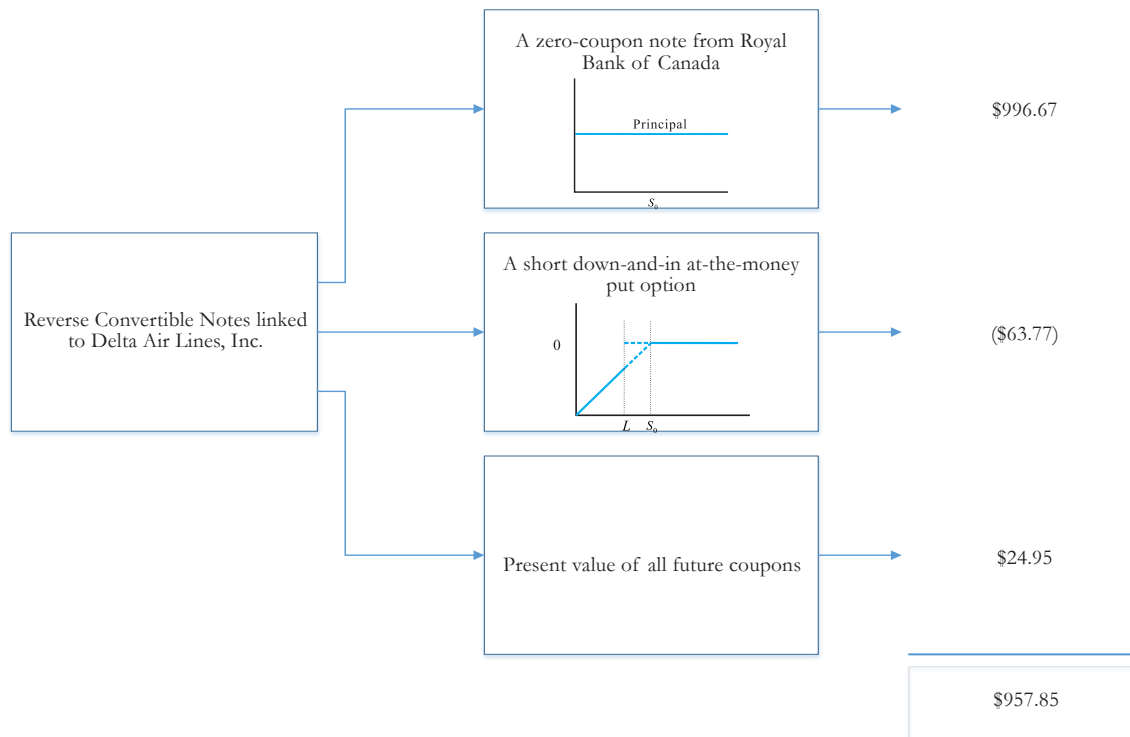 A zero-coupon note from Royal
Bank of Canada
Principal
S₀
$996.67
Reverse Convertible Notes linked
to Delta Air Lines, Inc.
A short down-and-in at-the-money
put option
0
L S₀
($63.77)
Present value of all future coupons
$24.95
$957.85